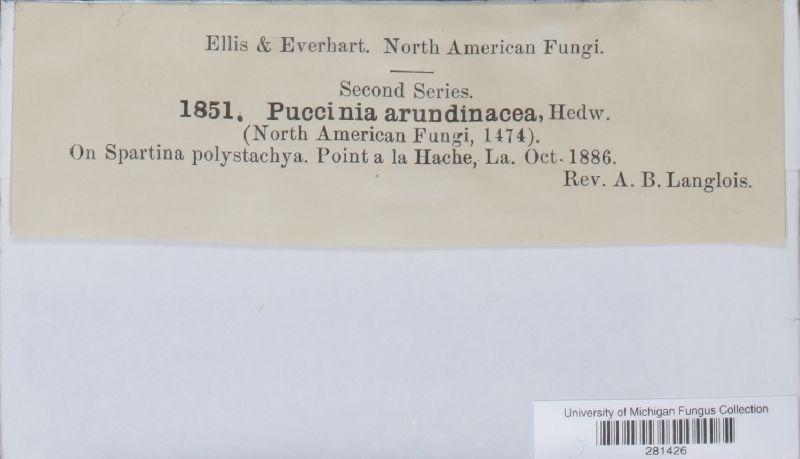 Ellis & Everhart. North American Fungi.
Second Series.
1851. Puccinia arundinacea, Hedw.
(North American Fungi, 1474).
On Spartina polystachya. Point a la Hache, La. Oct. 1886.
Rev. A. B. Langlois.
University of Michigan Fungus Collection
281426